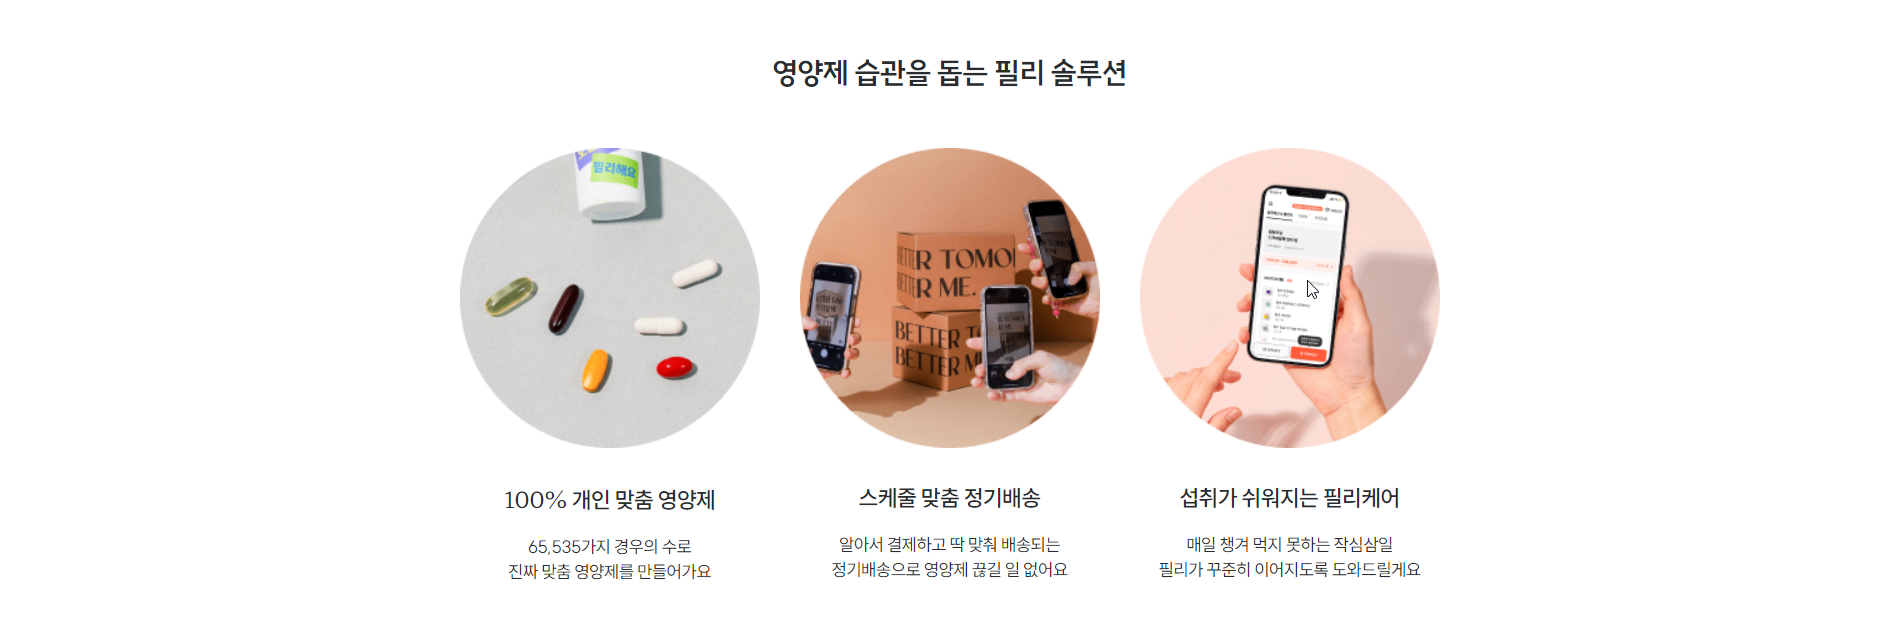 영양제 습관을 돕는 필리 솔루션
필리해요
BETTER TOMO
BETTER ME.
BETTER
BETTER
100% 개인 맞춤 영양제
65,535가지 경우의 수로
진짜 맞춤 영양제를 만들어가요
스케줄 맞춤 정기배송
알아서 결제하고 딱 맞춰 배송되는
정기배송으로 영양제 끊길 일 없어요
섭취가 쉬워지는 필리케어
매일 챙겨 먹지 못하는 작심삼일
필리가 꾸준히 이어지도록 도와드릴게요